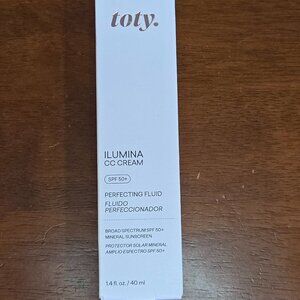 toty.
ILUMINA
CC CREAM
SPF 50+
PERFECTING FLUID
FLUIDO
PERFECCIONADOR
BROAD SPECTRUM SPF 50+
MINERAL SUNSCREEN
PROTECTOR SOLAR MINERAL
AMPLIO ESPECTRO SPF 50+
1.4 fl. oz. / 40 ml